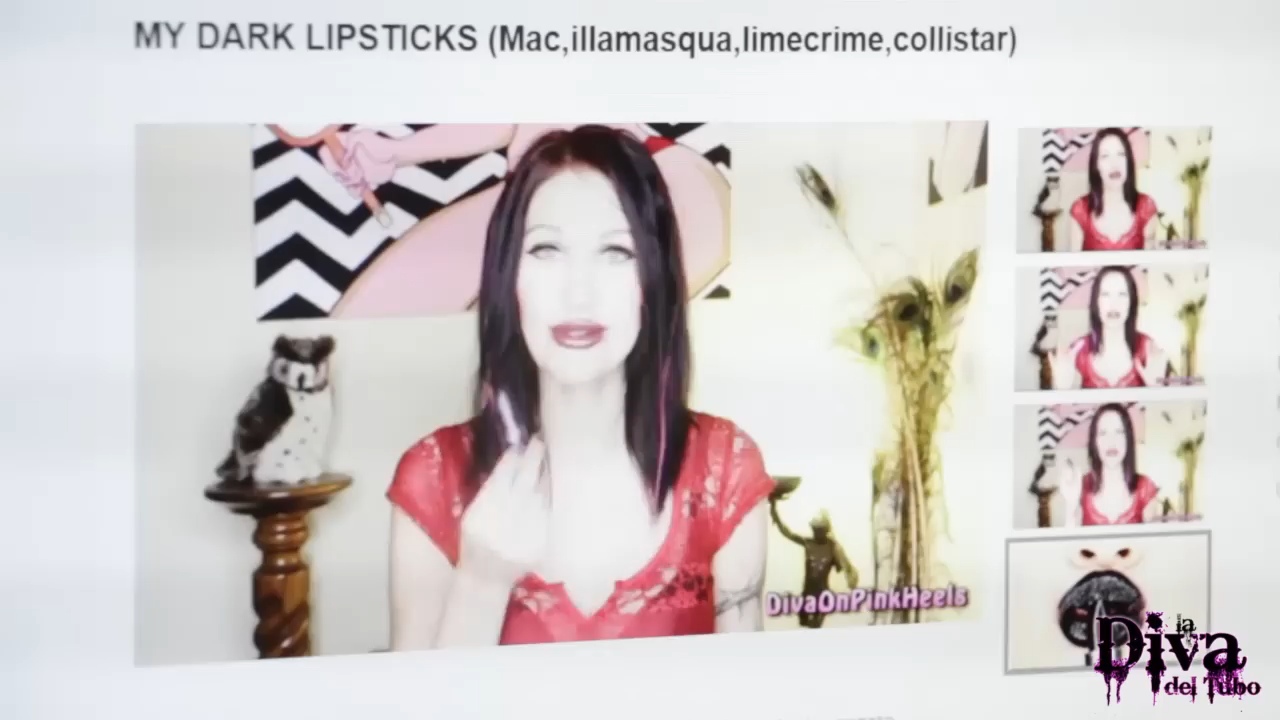 MY DARK LIPSTICKS (Mac,illamasqua,limecrime,collistar)
DivaOnPinkHeels
la
Diva
del Tubo